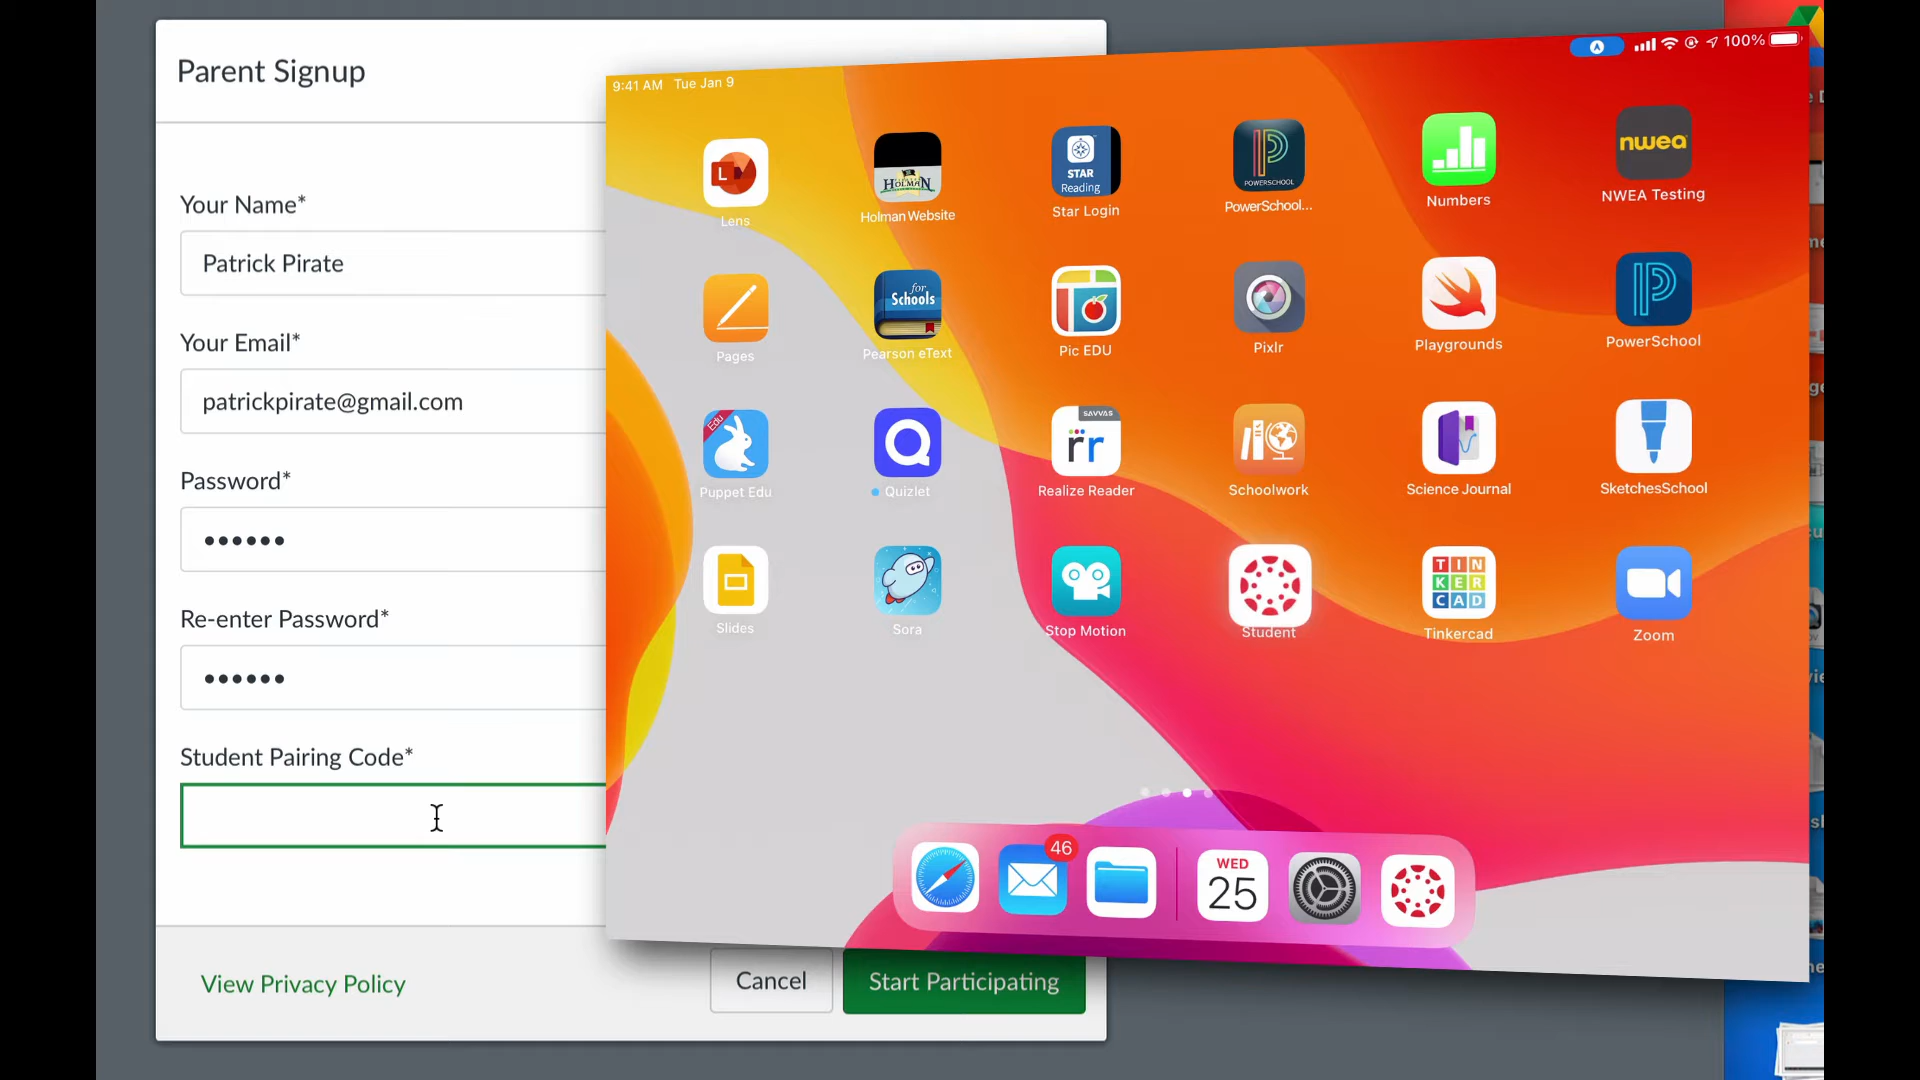 Parent Signup
Your Name*
Patrick Pirate
Your Email*
patrickpirate@gmail.com
Password*
Re-enter Password*
Student Pairing Code*
View Privacy Policy
Cancel
Start Participating
9:41 AM Tue Jan 9
100%
L
Lens
HOLMAN
Holman Website
STAR
Reading
Star Login
POWERSCHOOL
PowerSchool...
Numbers
nwea
NWEA Testing
Pages
for
Schools
Pearson eText
Pic EDU
Pixlr
Playgrounds
PowerSchool
Edu
Puppet Edu
Quizlet
SAVVAS
rr
Realize Reader
Schoolwork
Science Journal
SketchesSchool
Slides
Sora
Stop Motion
Student
TIN
KER
CAD
Tinkercad
Zoom
46
WED
25